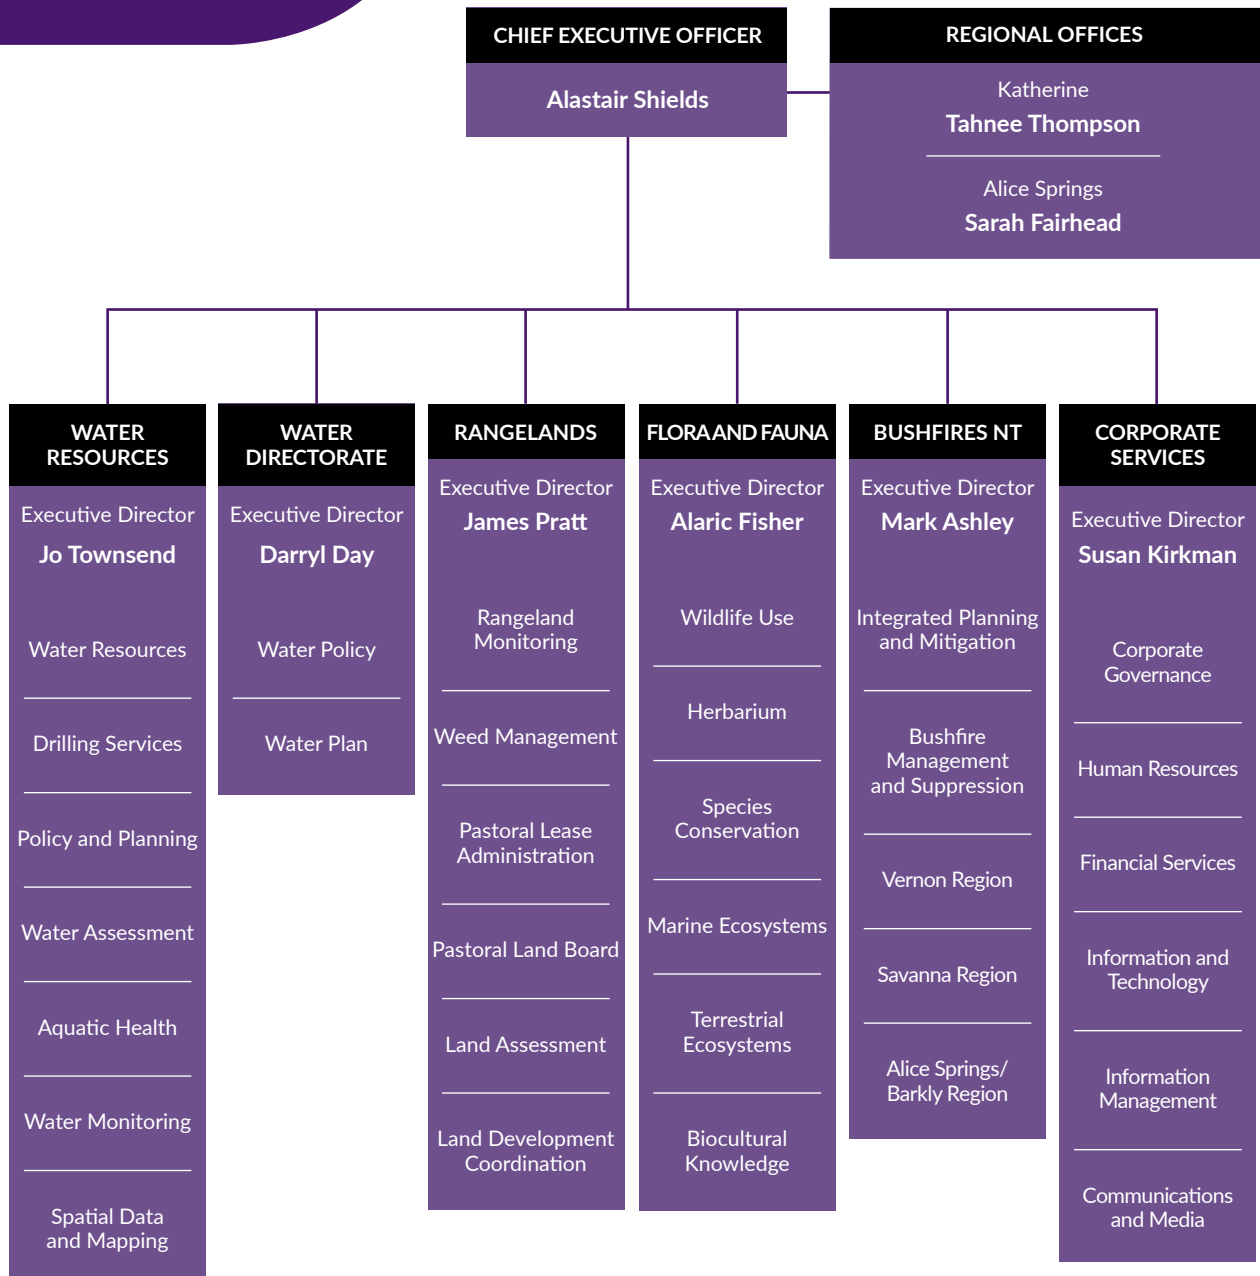 CHIEF EXECUTIVE OFFICER
Alastair Shields
REGIONAL OFFICES
Katherine
Tahnee Thompson
Alice Springs
Sarah Fairhead
WATER
RESOURCES
Executive Director
Jo Townsend
Water Resources
Drilling Services
Policy and Planning
Water Assessment
Aquatic Health
Water Monitoring
Spatial Data
and Mapping
WATER
DIRECTORATE
Executive Director
Darryl Day
Water Policy
Water Plan
RANGELANDS
Executive Director
James Pratt
Rangeland
Monitoring
Weed Management
Pastoral Lease
Administration
Pastoral Land Board
Land Assessment
Land Development
Coordination
FLORA AND FAUNA
Executive Director
Alaric Fisher
Wildlife Use
Herbarium
Species
Conservation
Marine Ecosystems
Terrestrial
Ecosystems
Biocultural
Knowledge
BUSHFIRES NT
Executive Director
Mark Ashley
Integrated Planning
and Mitigation
Bushfire
Management
and Suppression
Vernon Region
Savanna Region
Alice Springs/
Barkly Region
CORPORATE
SERVICES
Executive Director
Susan Kirkman
Corporate
Governance
Human Resources
Financial Services
Information and
Technology
Information
Management
Communications
and Media